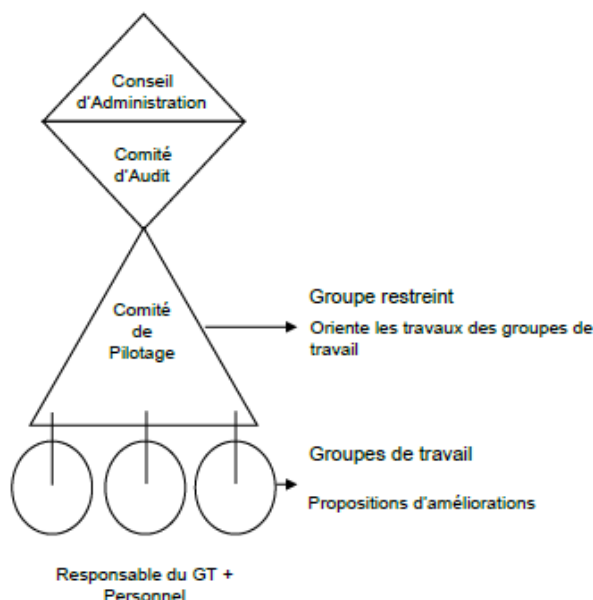 Conseil
d'Administration
Comité
d'Audit
Comité
de
Pilotage
Groupe restreint
Oriente les travaux des groupes de
travail
Groupes de travail
Propositions d'améliorations
Responsable du GT +
Personnel